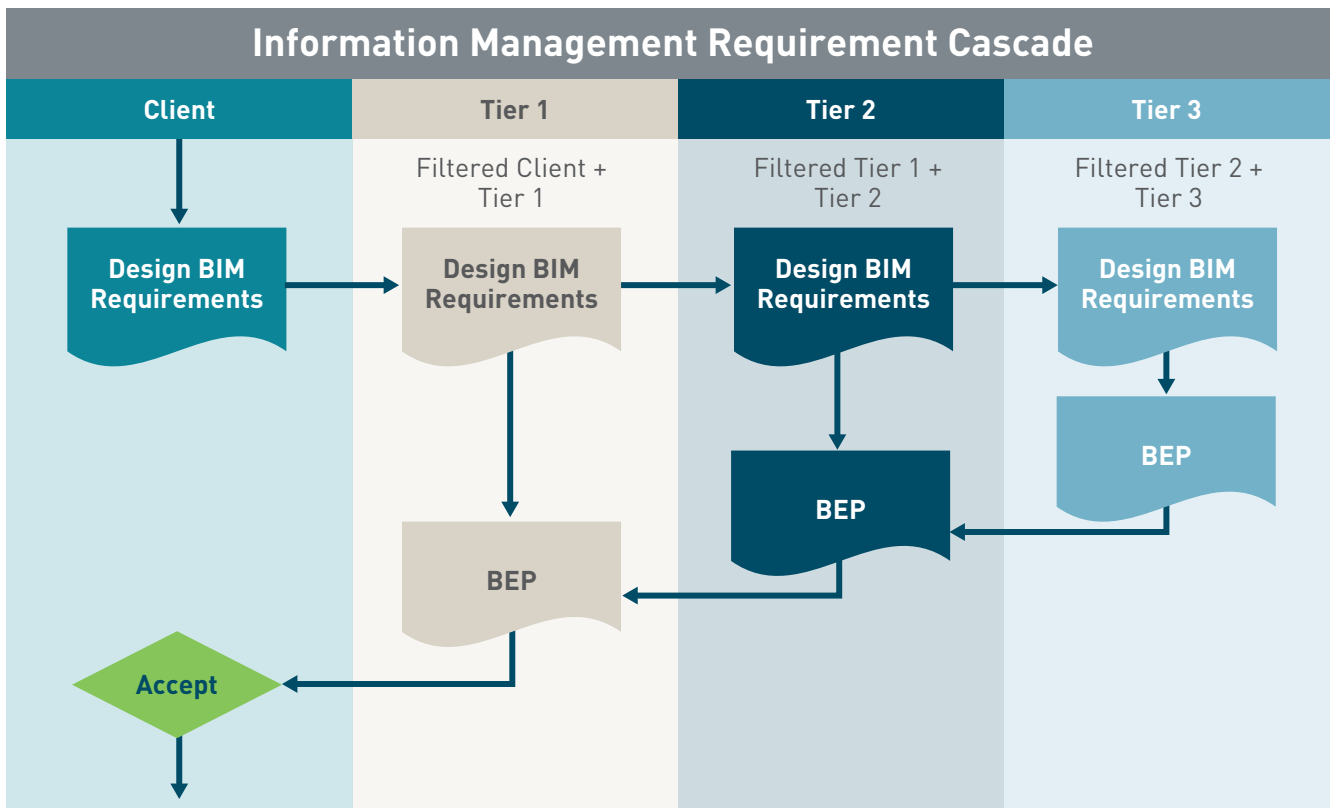 Information Management Requirement Cascade
Client
Tier 1
Tier 2
Tier 3
Filtered Client +
Tier 1
Filtered Tier 1 +
Tier 2
Filtered Tier 2 +
Tier 3
Design BIM
Requirements
Design BIM
Requirements
Design BIM
Requirements
Design BIM
Requirements
BEP
BEP
BEP
Accept